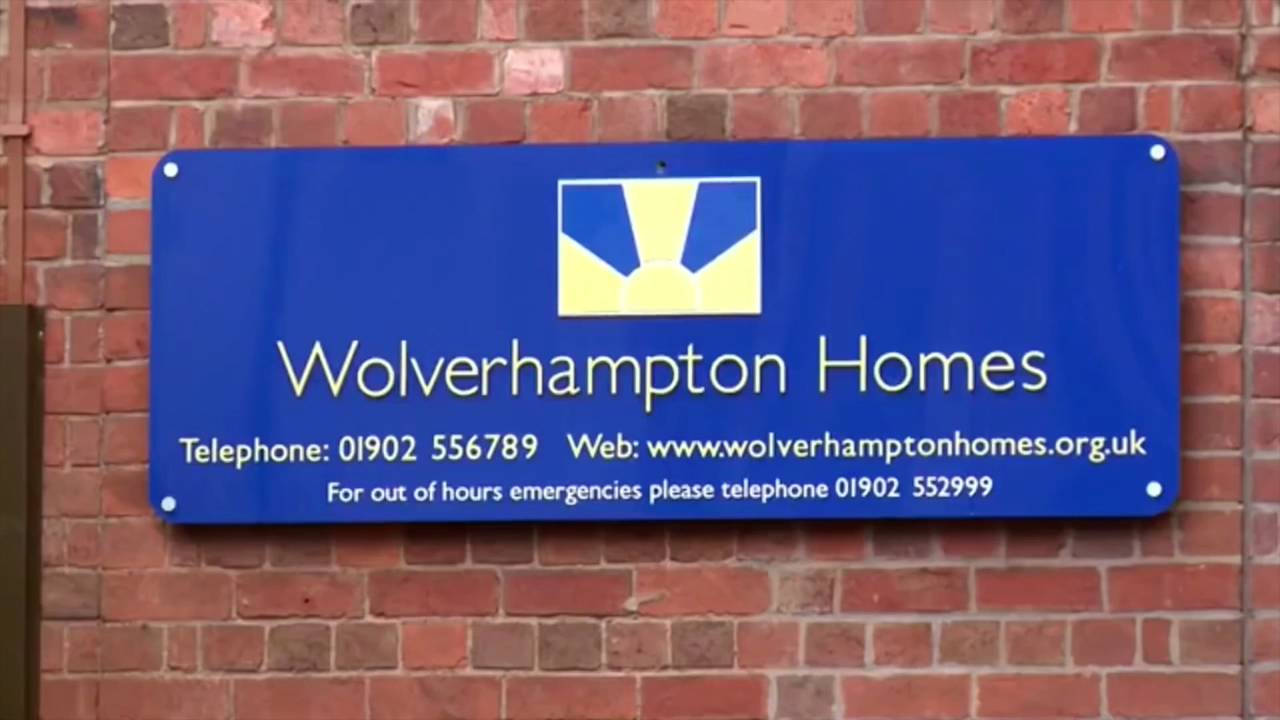 Wolverhampton Homes
Telephone: 01902 556789 Web: www.wolverhamptonhomes.org.uk
For out of hours emergencies please telephone 01902 552999